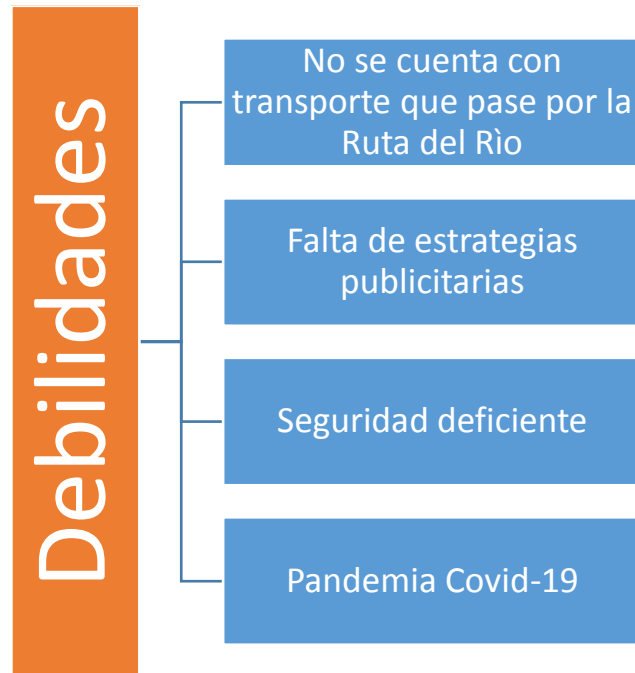 Debilidades
No se cuenta con
transporte que pase por la
Ruta del Rìo
Falta de estrategias
publicitarias
Seguridad deficiente
Pandemia Covid-19